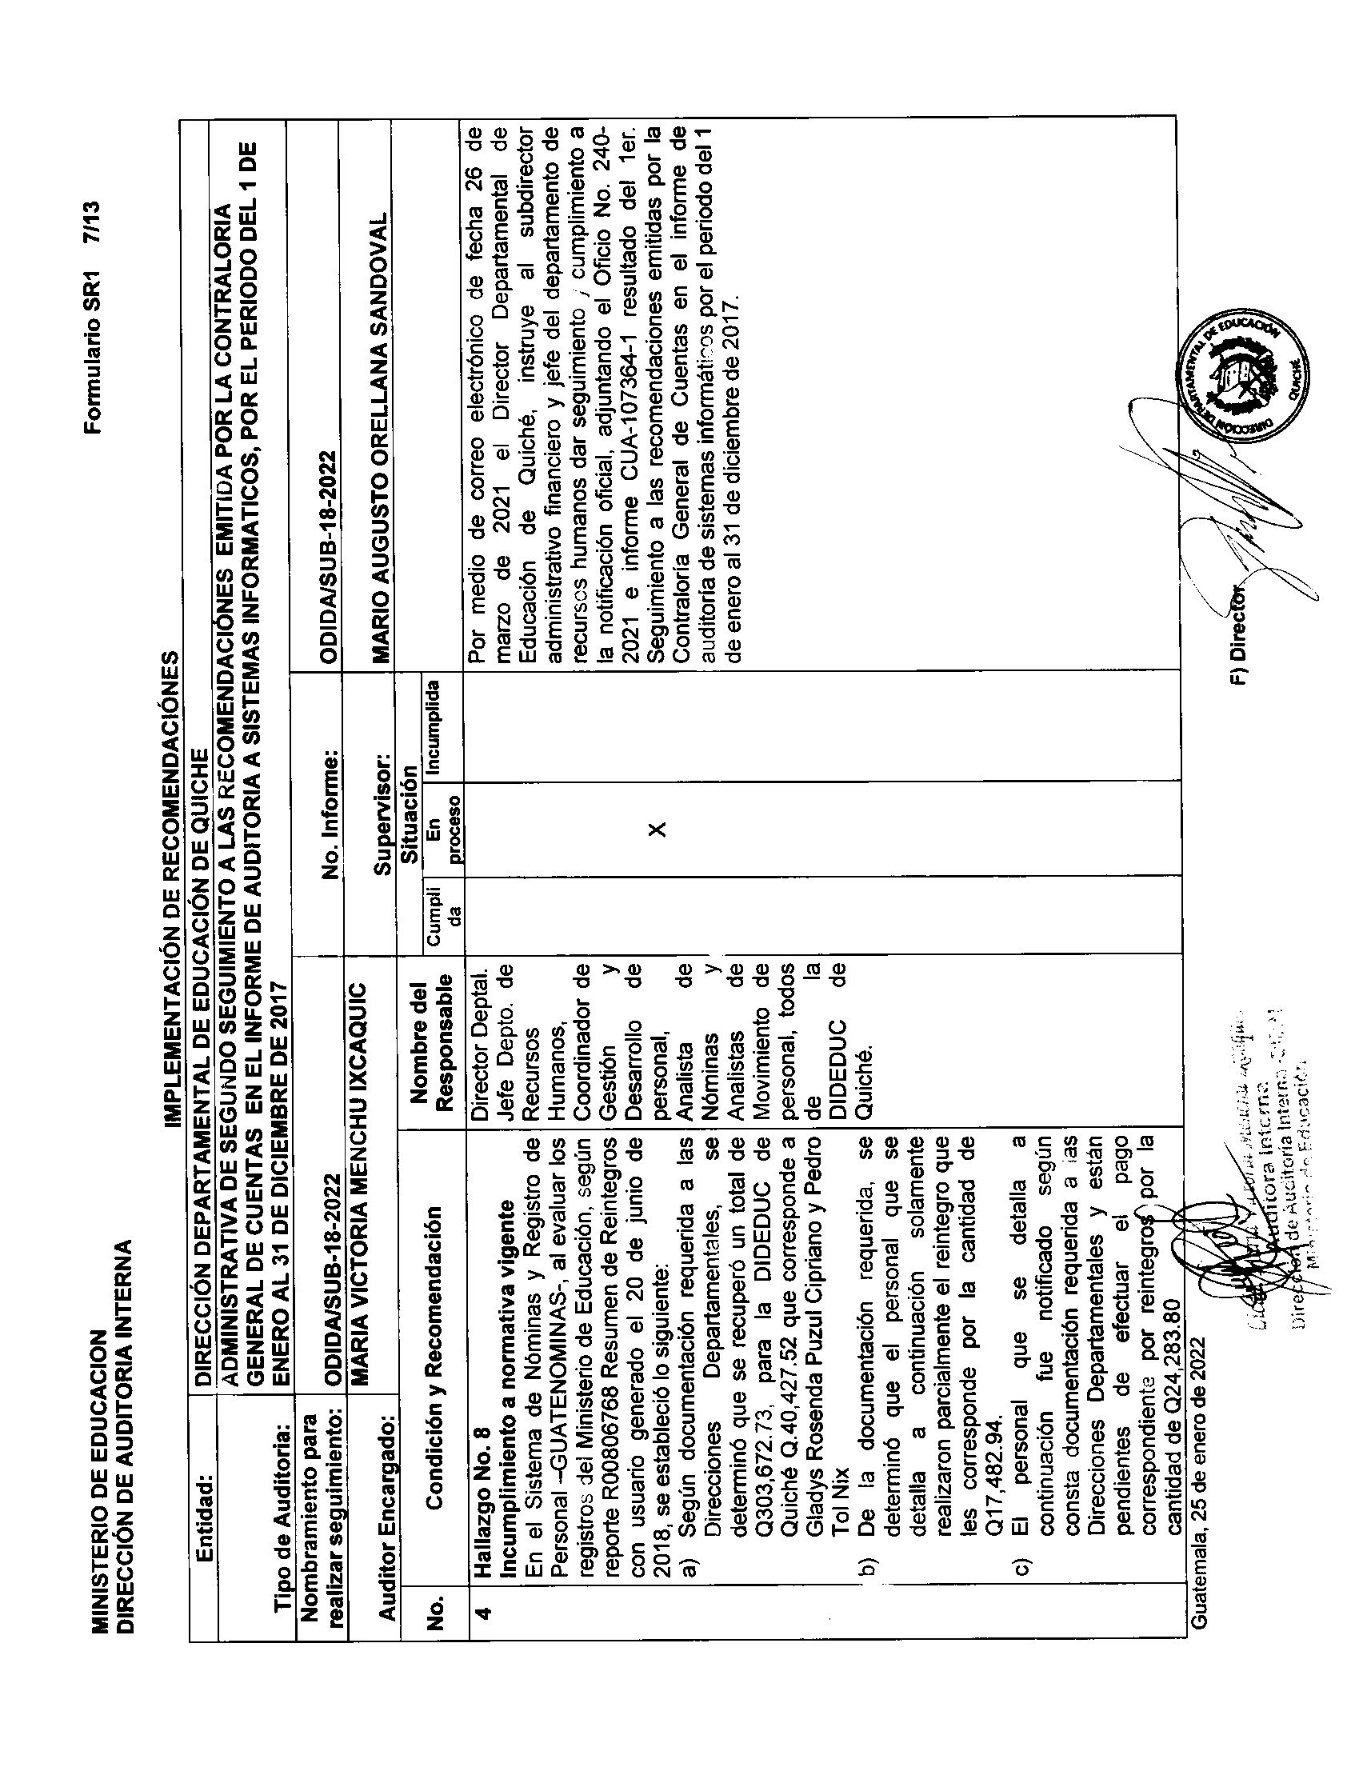 Formulario SR1 7/13
MINISTERIO DE EDUCACION
DIRECCIÓN DE AUDITORIA INTERNA
IMPLEMENTACIÓN DE RECOMENDACIÓNES
Entidad: DIRECCIÓN DEPARTAMENTAL DE EDUCACIÓN DE QUICHE
Tipo de Auditoria: ADMINISTRATIVA DE SEGUNDO SEGUIMIENTO A LAS RECOMENDACIÓNES EMITIDA POR LA CONTRALORIA
GENERAL DE CUENTAS EN EL INFORME DE AUDITORIA A SISTEMAS INFORMATICOS, POR EL PERIODO DEL 1 DE
ENERO AL 31 DE DICIEMBRE DE 2017
Nombramiento para
realizar seguimiento: ODIDA/SUB-18-2022 No. Informe: ODIDA/SUB-18-2022
Auditor Encargado: MARIA VICTORIA MENCHU IXCAQUIC Supervisor: MARIO AUGUSTO ORELLANA SANDOVAL
No. Condición y Recomendación Nombre del
Responsable
Situación
Cumpli
da
En
proceso
Incumplida
4
Hallazgo No. 8
Incumplimiento a normativa vigente
En el Sistema de Nóminas y Registro de
Personal –GUATENOMINAS-, al evaluar los
registros del Ministerio de Educación, según
reporte R00806768 Resumen de Reintegros
con usuario generado el 20 de junio de
2018, se estableció lo siguiente:
a) Según documentación requerida a las
Direcciones Departamentales, se
determinó que se recuperó un total de
Q303,672.73, para la DIDEDUC de
Quiché Q.40,427.52 que corresponde a
Gladys Rosenda Puzul Cipriano y Pedro
Tol Nix
b) De la documentación requerida, se
determinó que el personal que se
detalla a continuación solamente
realizaron parcialmente el reintegro que
les corresponde por la cantidad de
Q17,482.94.
c) El personal que se detalla a
continuación fue notificado según
consta documentación requerida a las
Direcciones Departamentales y están
pendientes de efectuar el pago
correspondiente por reintegros por la
cantidad de Q24,283.80
Director Deptal.
Jefe Depto. de
Recursos
Humanos,
Coordinador de
Gestión y
Desarrollo de
personal,
Analista de
Nóminas y
Analistas de
Movimiento de
personal, todos
de la
DIDEDUC de
Quiché.
X
Por medio de correo electrónico de fecha 26 de
marzo de 2021 el Director Departamental de
Educación de Quiché, instruye al subdirector
administrativo financiero y jefe del departamento de
recursos humanos dar seguimiento y cumplimiento a
la notificación oficial, adjuntando el Oficio No. 240-
2021 e informe CUA-107364-1 resultado del 1er.
Seguimiento a las recomendaciones emitidas por la
Contraloría General de Cuentas en el informe de
auditoría de sistemas informáticos por el periodo del 1
de enero al 31 de diciembre de 2017.
Guatemala, 25 de enero de 2022
Auditora Interna
Dirección de Auditoría Interna
Ministerio de Educación
F) Director
DIRECCIÓN DEPARTAMENTAL DE EDUCACIÓN
QUICHÉ